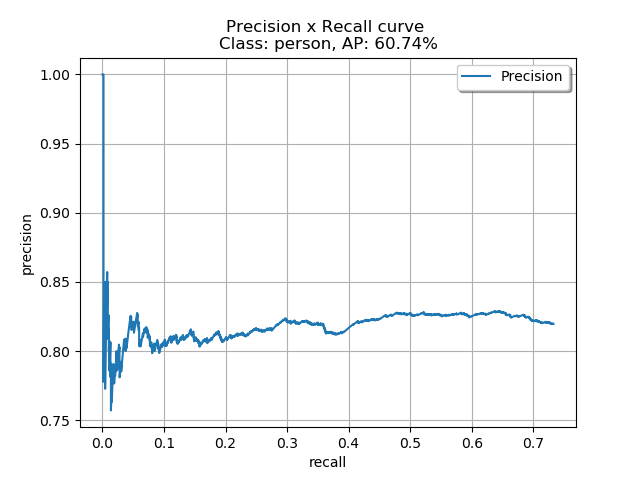 Precision x Recall curve
Class: person, AP: 60.74%
Precision
1.00
0.95
0.90
0.85
0.80
0.75
precision
0.0 0.1 0.2 0.3 0.4 0.5 0.6 0.7
recall